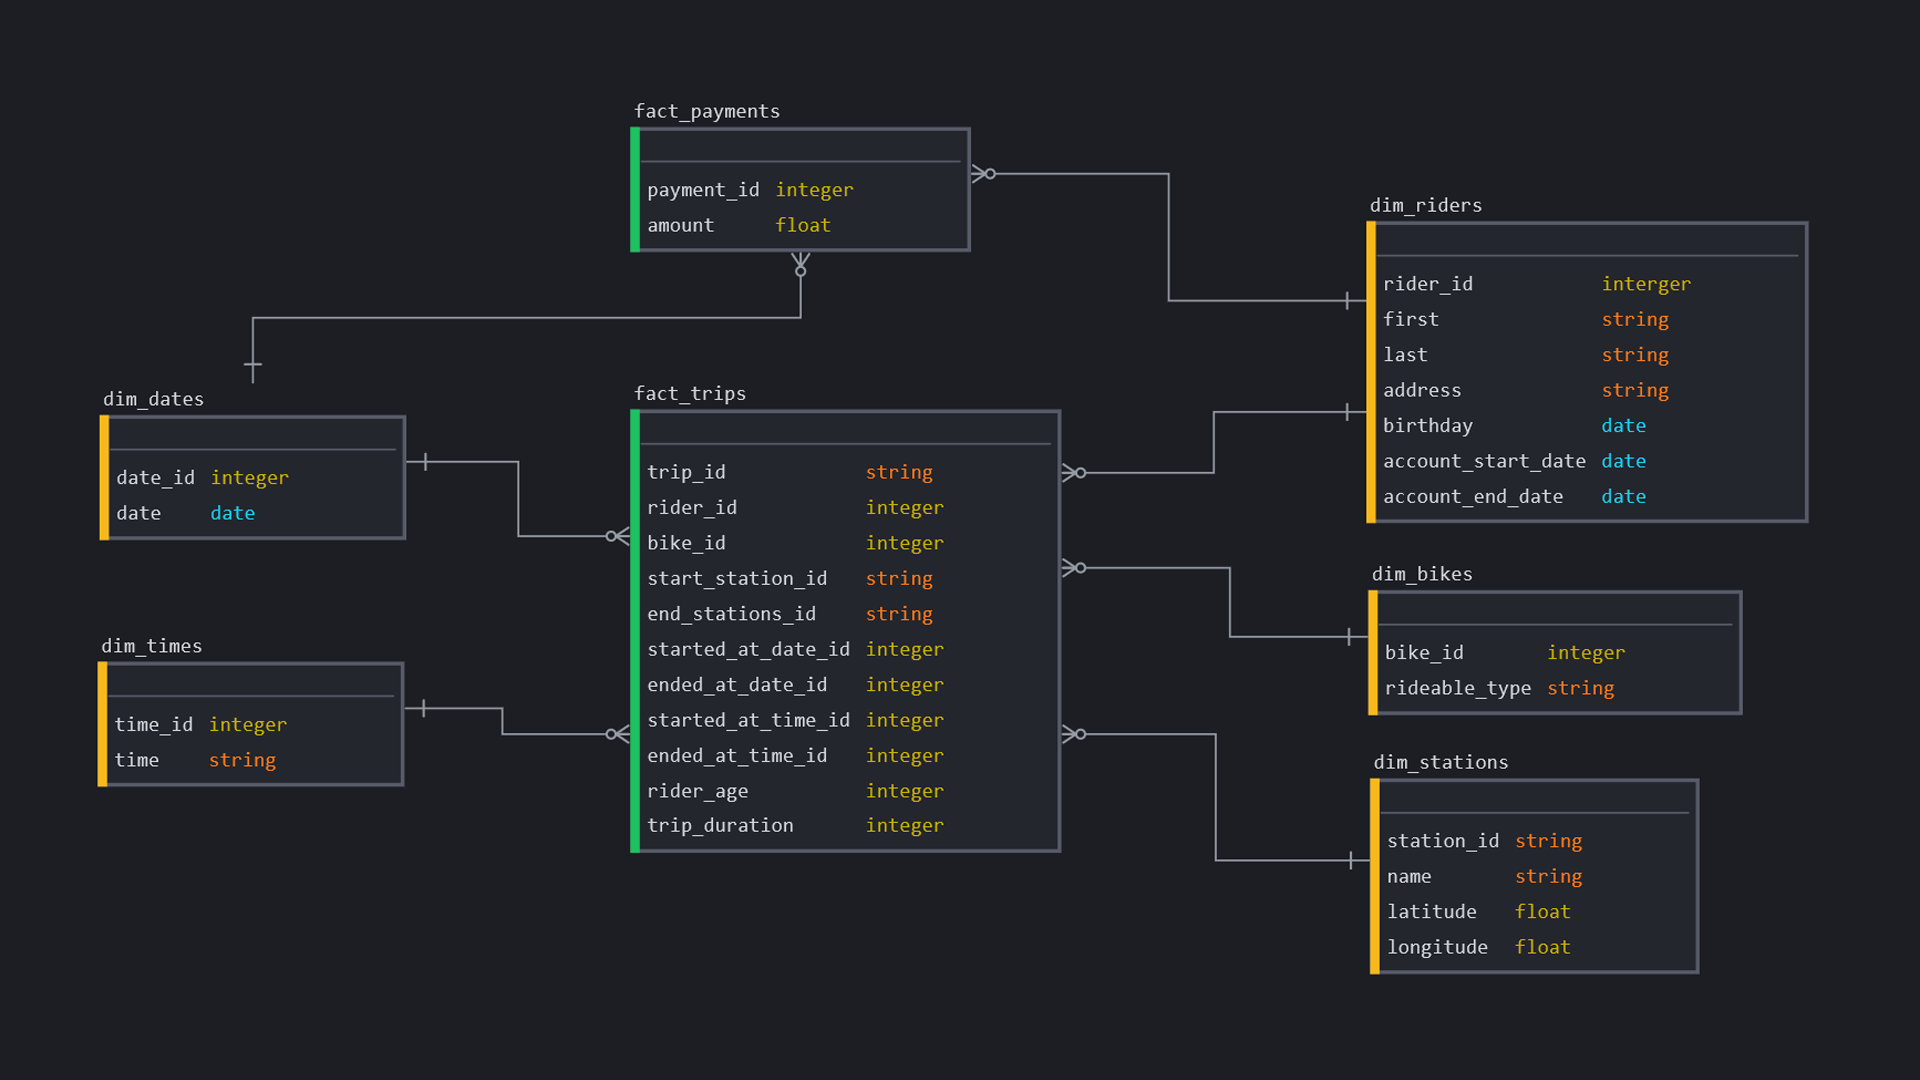 fact_payments
payment_id integer
amount float
dim_riders
rider_id interger
first string
last string
address string
birthday date
account_start_date date
account_end_date date
dim_dates
date_id integer
date date
fact_trips
trip_id string
rider_id integer
bike_id integer
start_station_id string
end_stations_id string
started_at_date_id integer
ended_at_date_id integer
started_at_time_id integer
ended_at_time_id integer
rider_age integer
trip_duration integer
dim_bikes
bike_id integer
rideable_type string
dim_times
time_id integer
time string
dim_stations
station_id string
name string
latitude float
longitude float